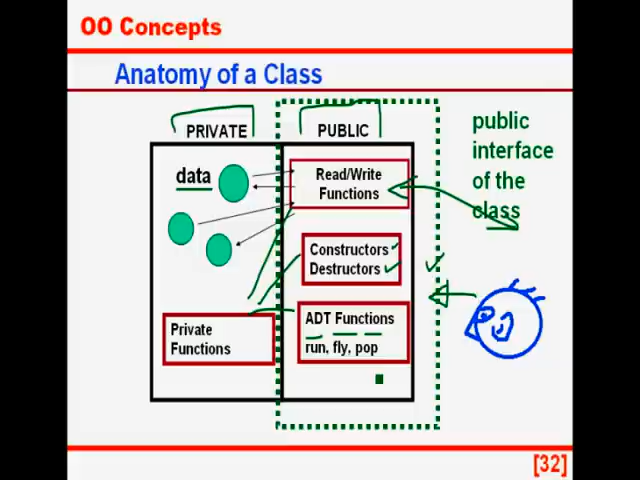 OO Concepts
Anatomy of a Class
PRIVATE
PUBLIC
data
Read/Write
Functions
Constructors
Destructors
ADT Functions
run, fly, pop
Private
Functions
public
interface
of the
class
[32]